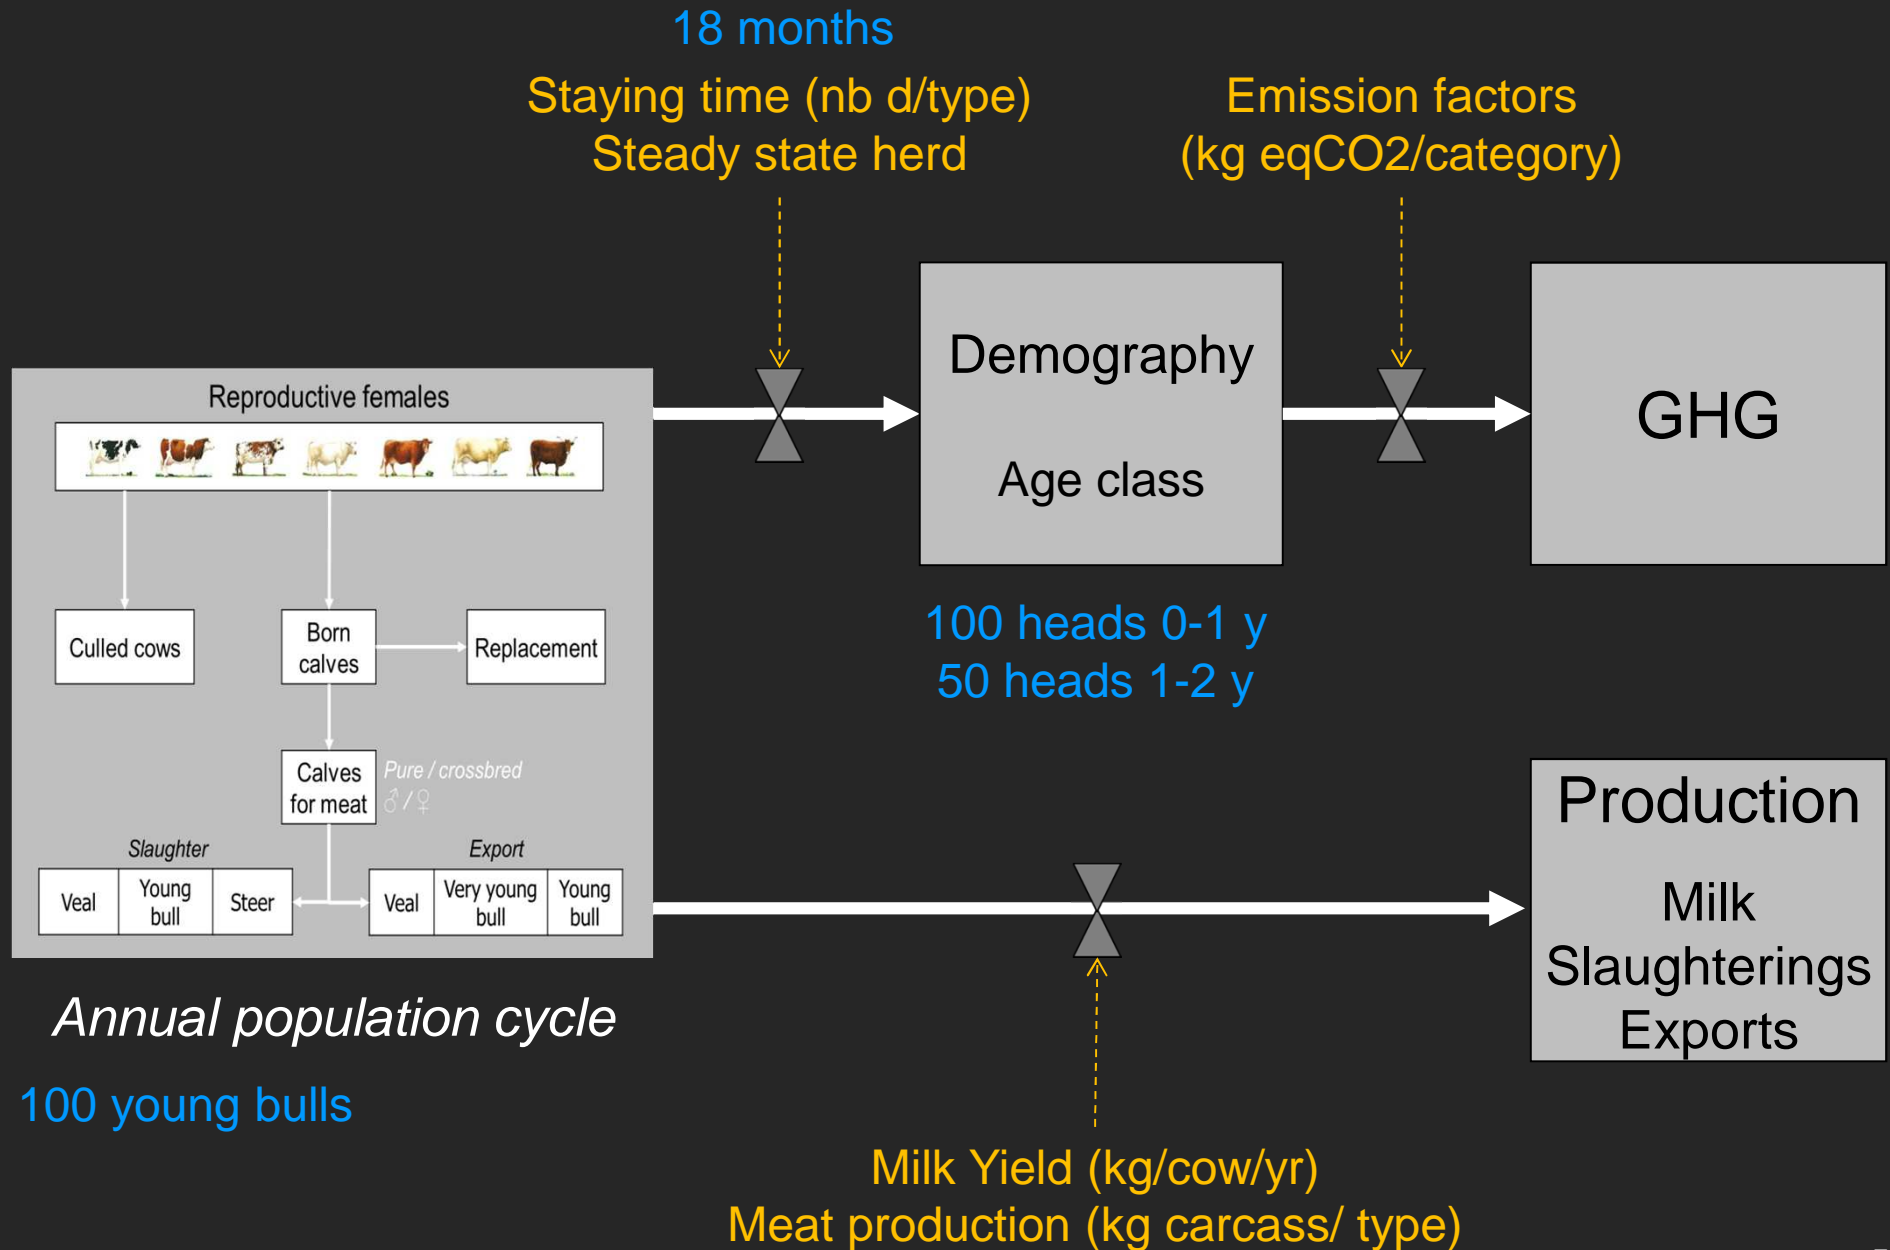 18 months
Staying time (nb d/type)
Steady state herd
Emission factors
(kg eqCO2/category)
Reproductive females
Culled cows
Born
calves
Replacement
Calves
for meat
Pure / crossbred
♂/♀
Slaughter
Export
Veal
Young
bull
Steer
Veal
Very young
bull
Young
bull
Annual population cycle
100 young bulls
Demography
Age class
100 heads 0-1 y
50 heads 1-2 y
GHG
Production
Milk
Slaughterings
Exports
Milk Yield (kg/cow/yr)
Meat production (kg carcass/ type)